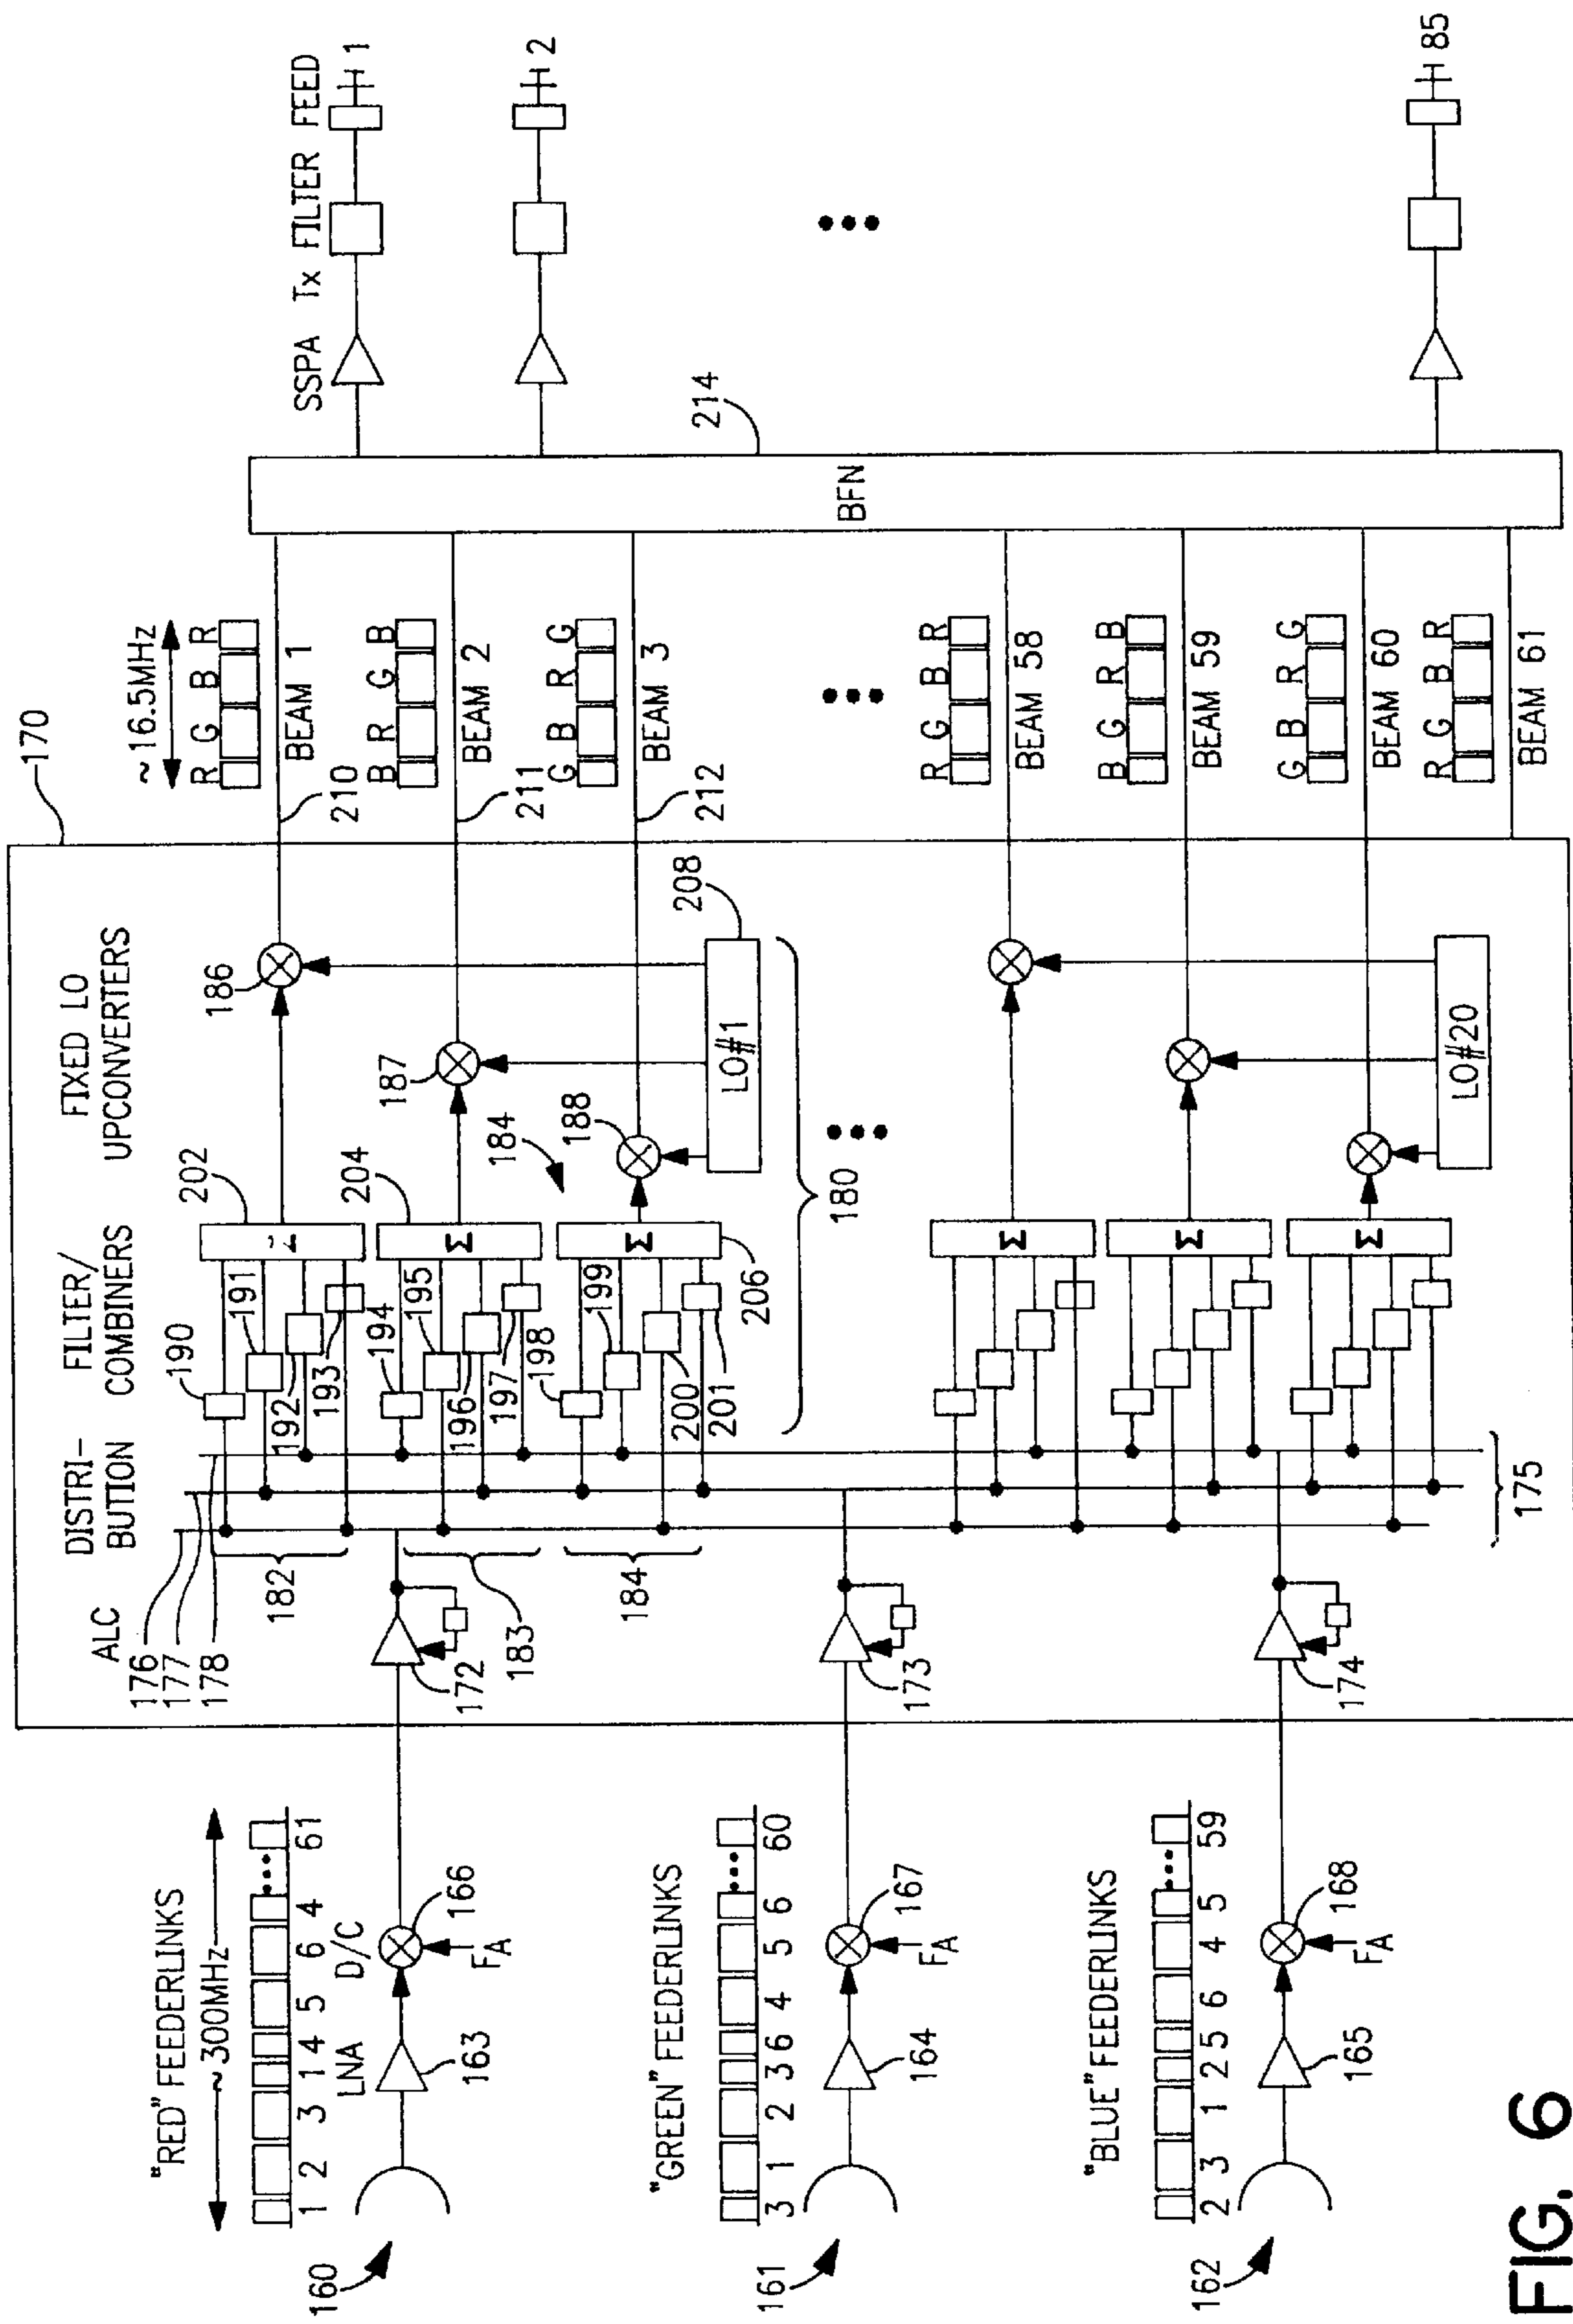 "RED" FEEDERLINKS
~300MHz
1 2 3 1 4 5 6 4 61
LNA
D/C
160
163
166
FA
"GREEN" FEEDERLINKS
3 1 2 3 6 4 5 6 60
161
164
167
FA
"BLUE" FEEDERLINKS
2 3 1 2 5 6 4 5 59
162
165
168
FA
170
ALC
DISTRI-
BUTION
FILTER/
COMBINERS
FIXED LO
UPCONVERTERS
176
177
178
172
173
174
175
182
183
184
190
191
192
193
194
195
196
197
198
199
200
201
202
204
206
Σ
Σ
Σ
Σ
Σ
184
186
187
188
208
LO#1
180
LO#20
~16.5MHz
R G B R
BEAM 1
210
B R G B
BEAM 2
211
G B R G
BEAM 3
212
R G B R
BEAM 58
B G R B
BEAM 59
G B R G
BEAM 60
R G B R
BEAM 61
BFN
214
SSPA
Tx FILTER
FEED
1
2
85
FIG. 6